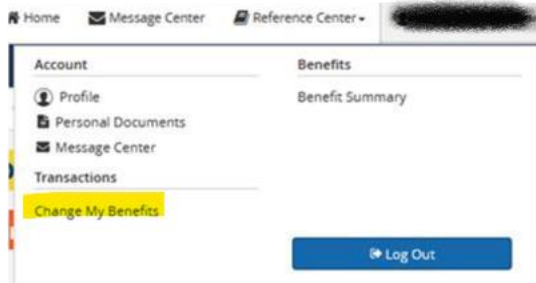 Home Message Center Reference Center
Account
Profile
Personal Documents
Message Center
Transactions
Change My Benefits
Benefits
Benefit Summary
Log Out